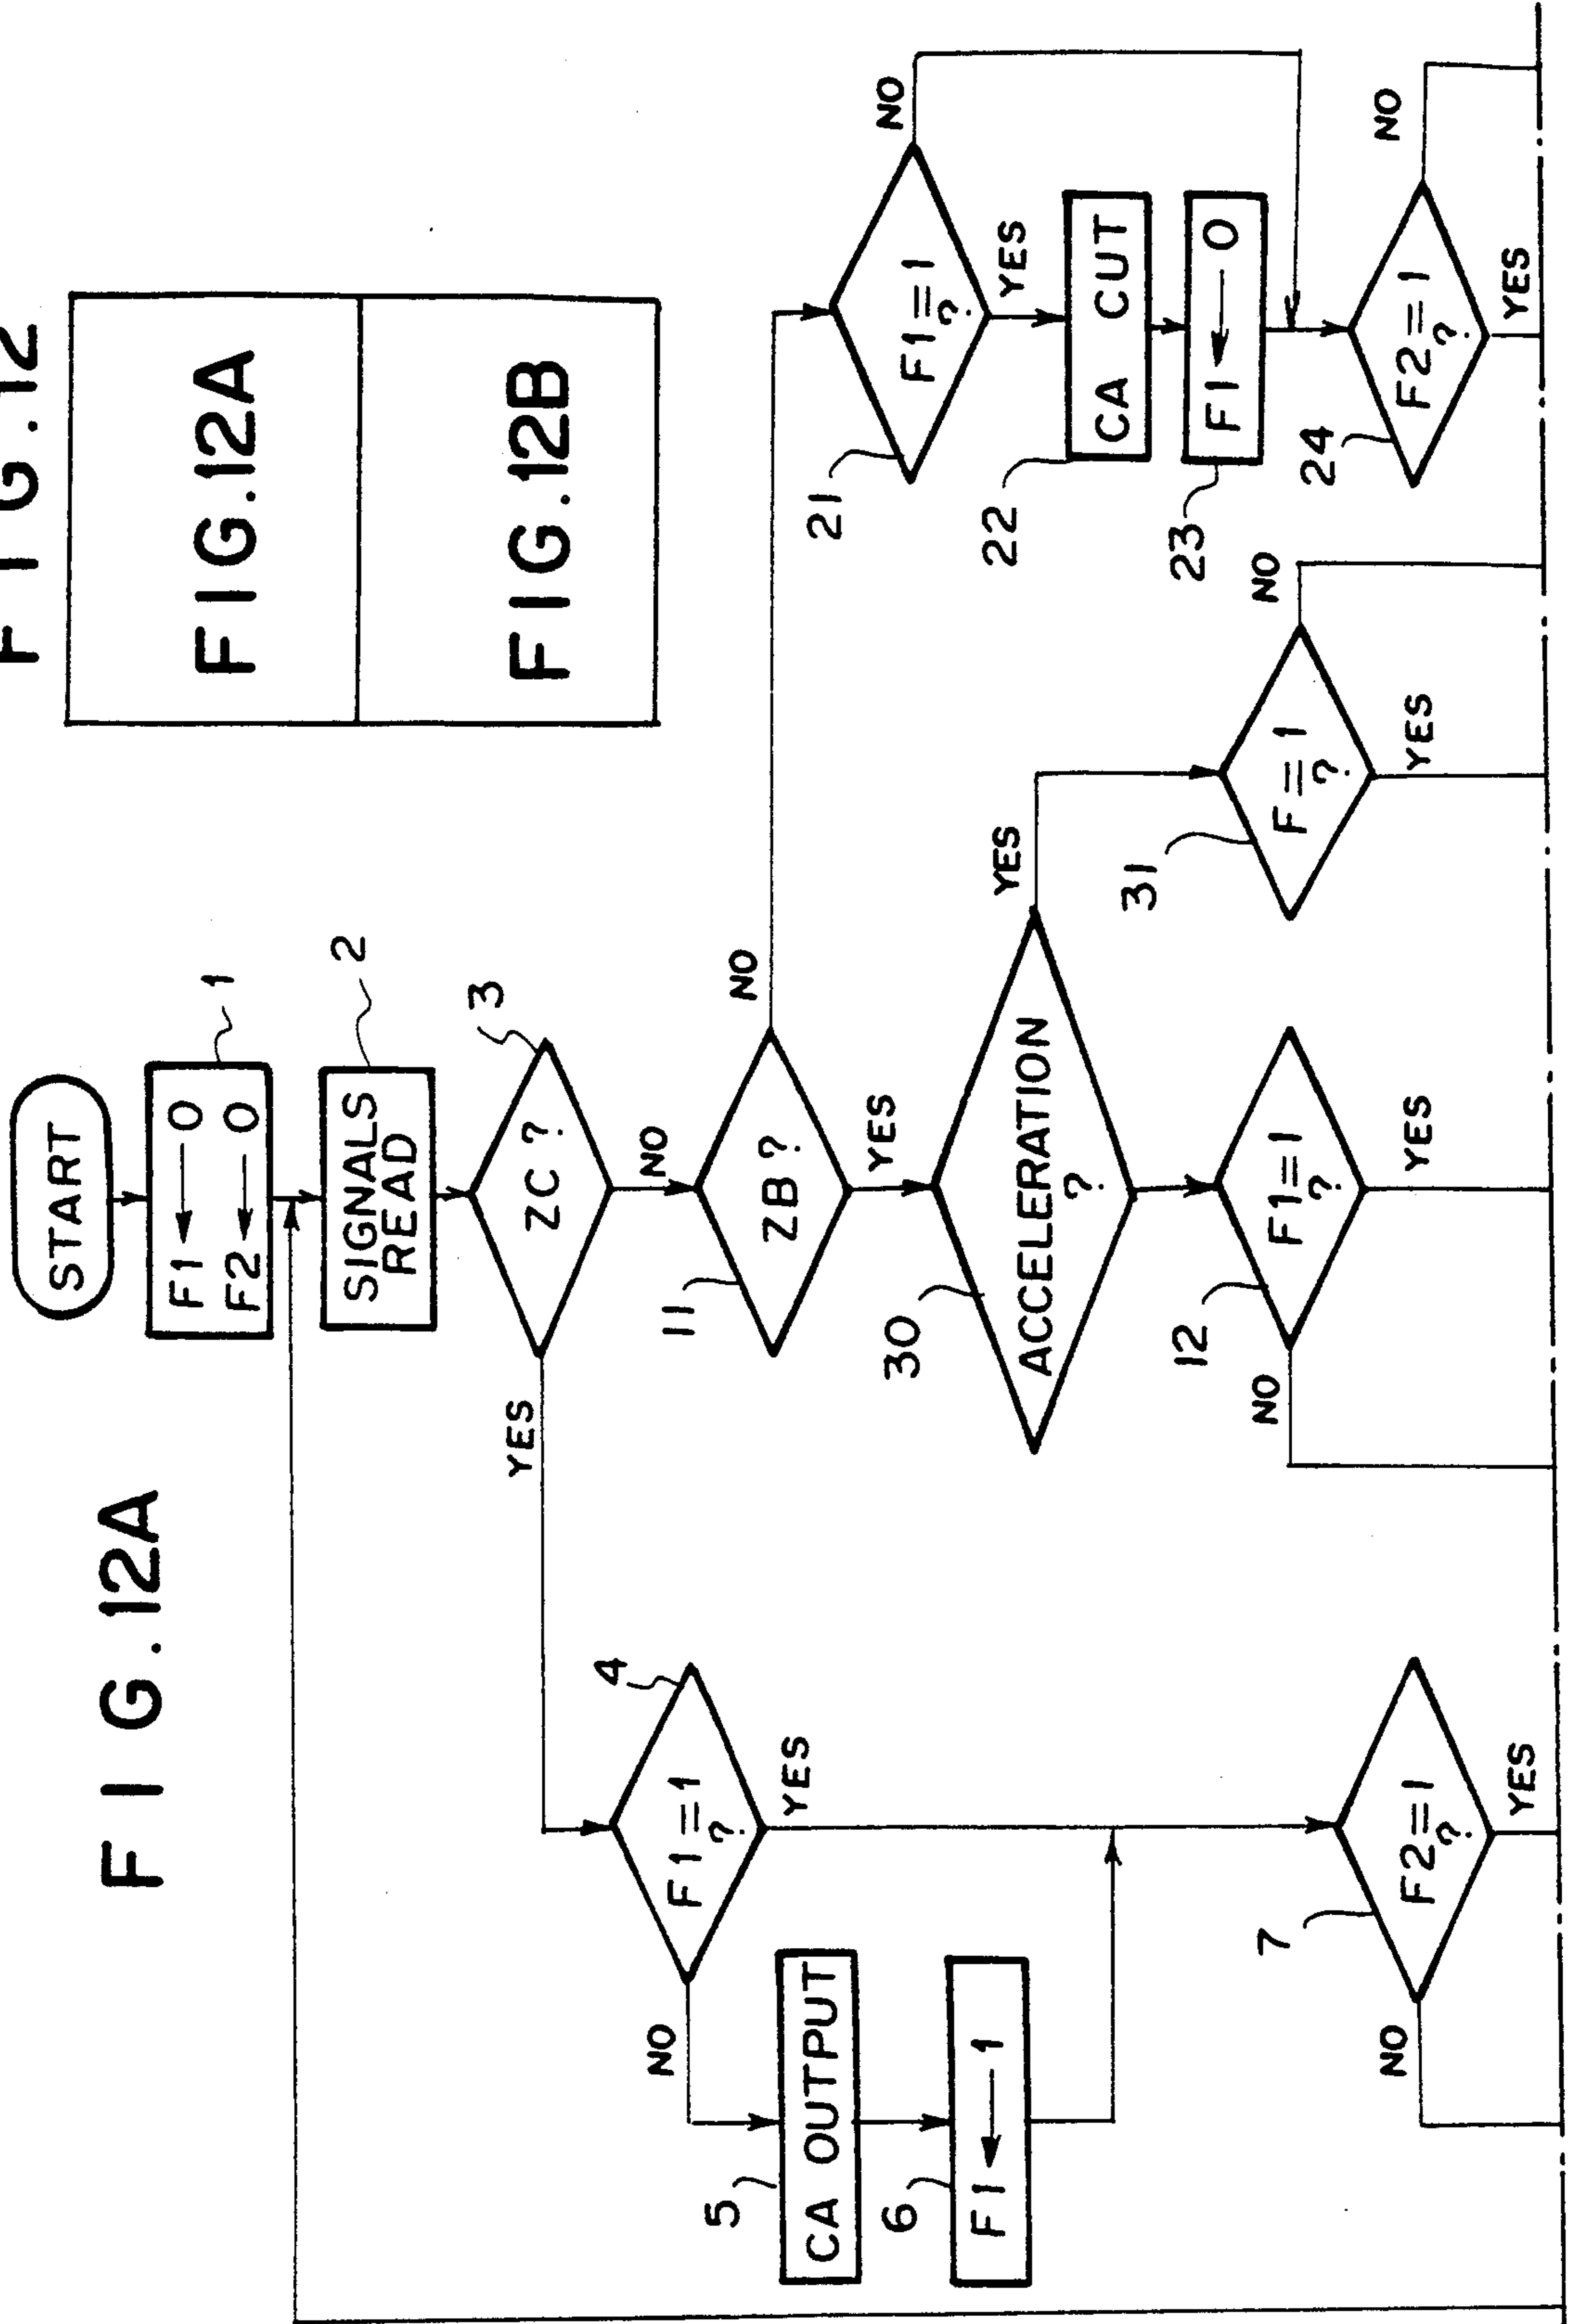 FIG.12
FIG.12A
FIG.12B
FIG.12A
START
F1←0
F2←0
1
SIGNALS
READ
2
ZC ?
3
YES
NO
F1=1
?
4
NO
YES
CA OUTPUT
5
F1←1
6
F2=1
?
7
NO
YES
ZB ?
11
NO
YES
ACCELERATION
?
30
YES
F1=1
?
12
NO
YES
F=1
?
31
NO
YES
F1=1
?
21
NO
YES
CA CUT
22
F1←0
23
F2=1
?
24
NO
YES